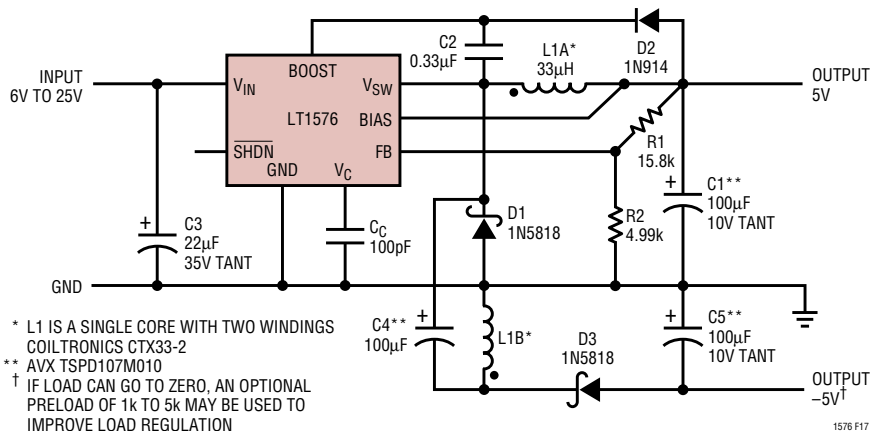 C2
0.33μF
L1A*
33μH
D2
1N914
INPUT
6V TO 25V
BOOST
VIN
VSW
LT1576
BIAS
SHDN
FB
GND
VC
OUTPUT
5V
R1
15.8k
+
C1**
100μF
10V TANT
R2
4.99k
D1
1N5818
+
C3
22μF
35V TANT
CC
100pF
GND
+
C4**
100μF
L1B*
D3
1N5818
+
C5**
100μF
10V TANT
OUTPUT
–5V†
* L1 IS A SINGLE CORE WITH TWO WINDINGS
COILTRONICS CTX33-2
** AVX TSPD107M010
† IF LOAD CAN GO TO ZERO, AN OPTIONAL
PRELOAD OF 1k TO 5k MAY BE USED TO
IMPROVE LOAD REGULATION
1576 F17